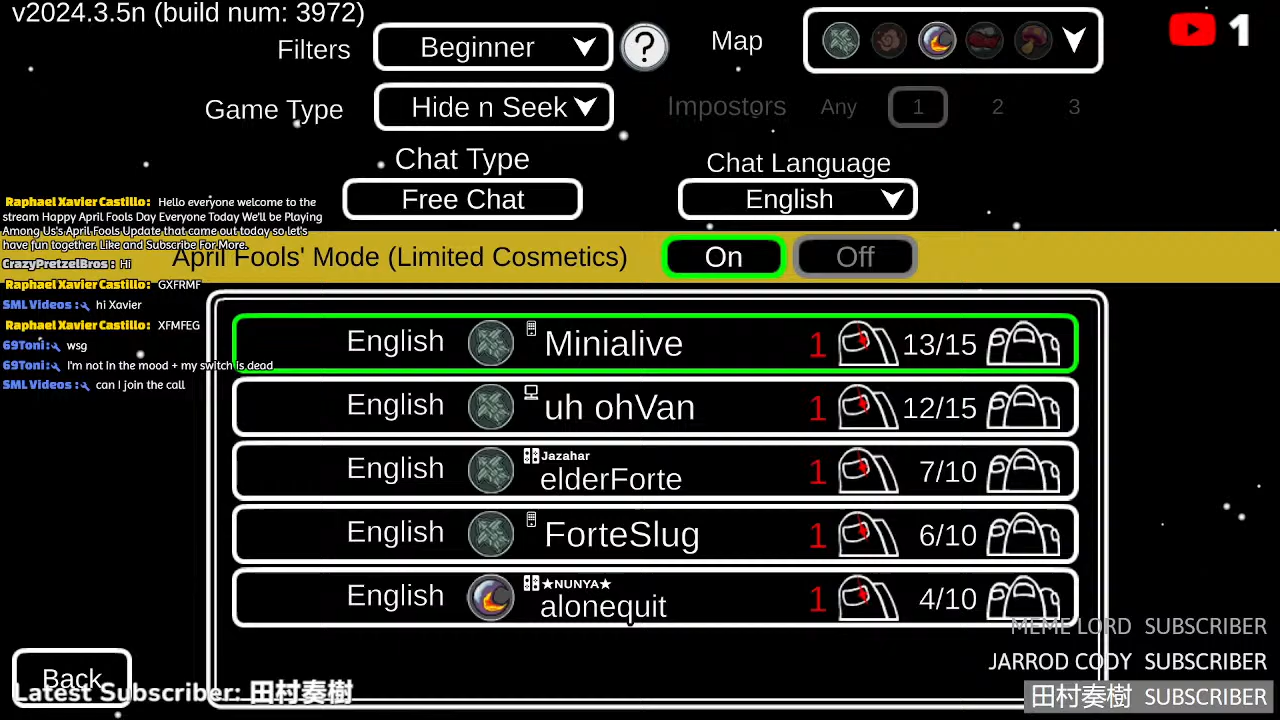 v2024.3.5n (build num: 3972)
Filters
Beginner
?
Map
1
Game Type
Hide n Seek
Impostors
Any
1
2
3
Chat Type
Chat Language
Free Chat
English
Raphael Xavier Castillo: Hello everyone welcome to the
stream Happy April Fools Day Everyone Today We'll be Playing
Among Us's April Fools Update that came out today so let's
have fun together. Like and Subscribe For More.
CrazyPretzelBros: Hi
Raphael Xavier Castillo: GXFRMF
SML Videos: hi Xavier
Raphael Xavier Castillo: XFMFEG
69Toni: wsg
69Toni: I'm not in the mood + my switch is dead
SML Videos: can I join the call
April Fools' Mode (Limited Cosmetics)
On
Off
English Minialive 1 13/15
English uh ohVan 1 12/15
Jazahar
English elderForte 1 7/10
English ForteSlug 1 6/10
★NUNYA★
English alonequit 1 4/10
Back
Latest Subscriber: 田村奏樹
MEME LORD SUBSCRIBER
JARROD CODY SUBSCRIBER
田村奏樹 SUBSCRIBER